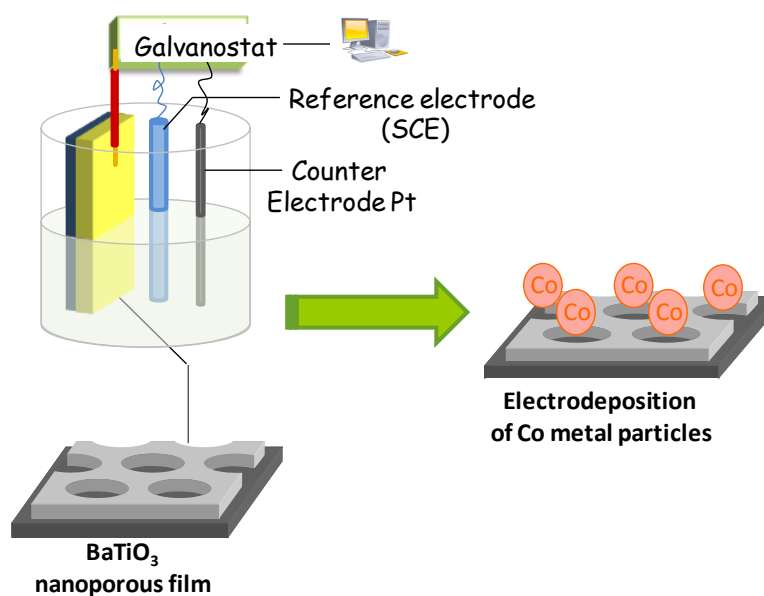 Galvanostat
Reference electrode
(SCE)
Counter
Electrode Pt
Co
Co
Co
Co
Co
Electrodeposition
of Co metal particles
BaTiO₃
nanoporous film